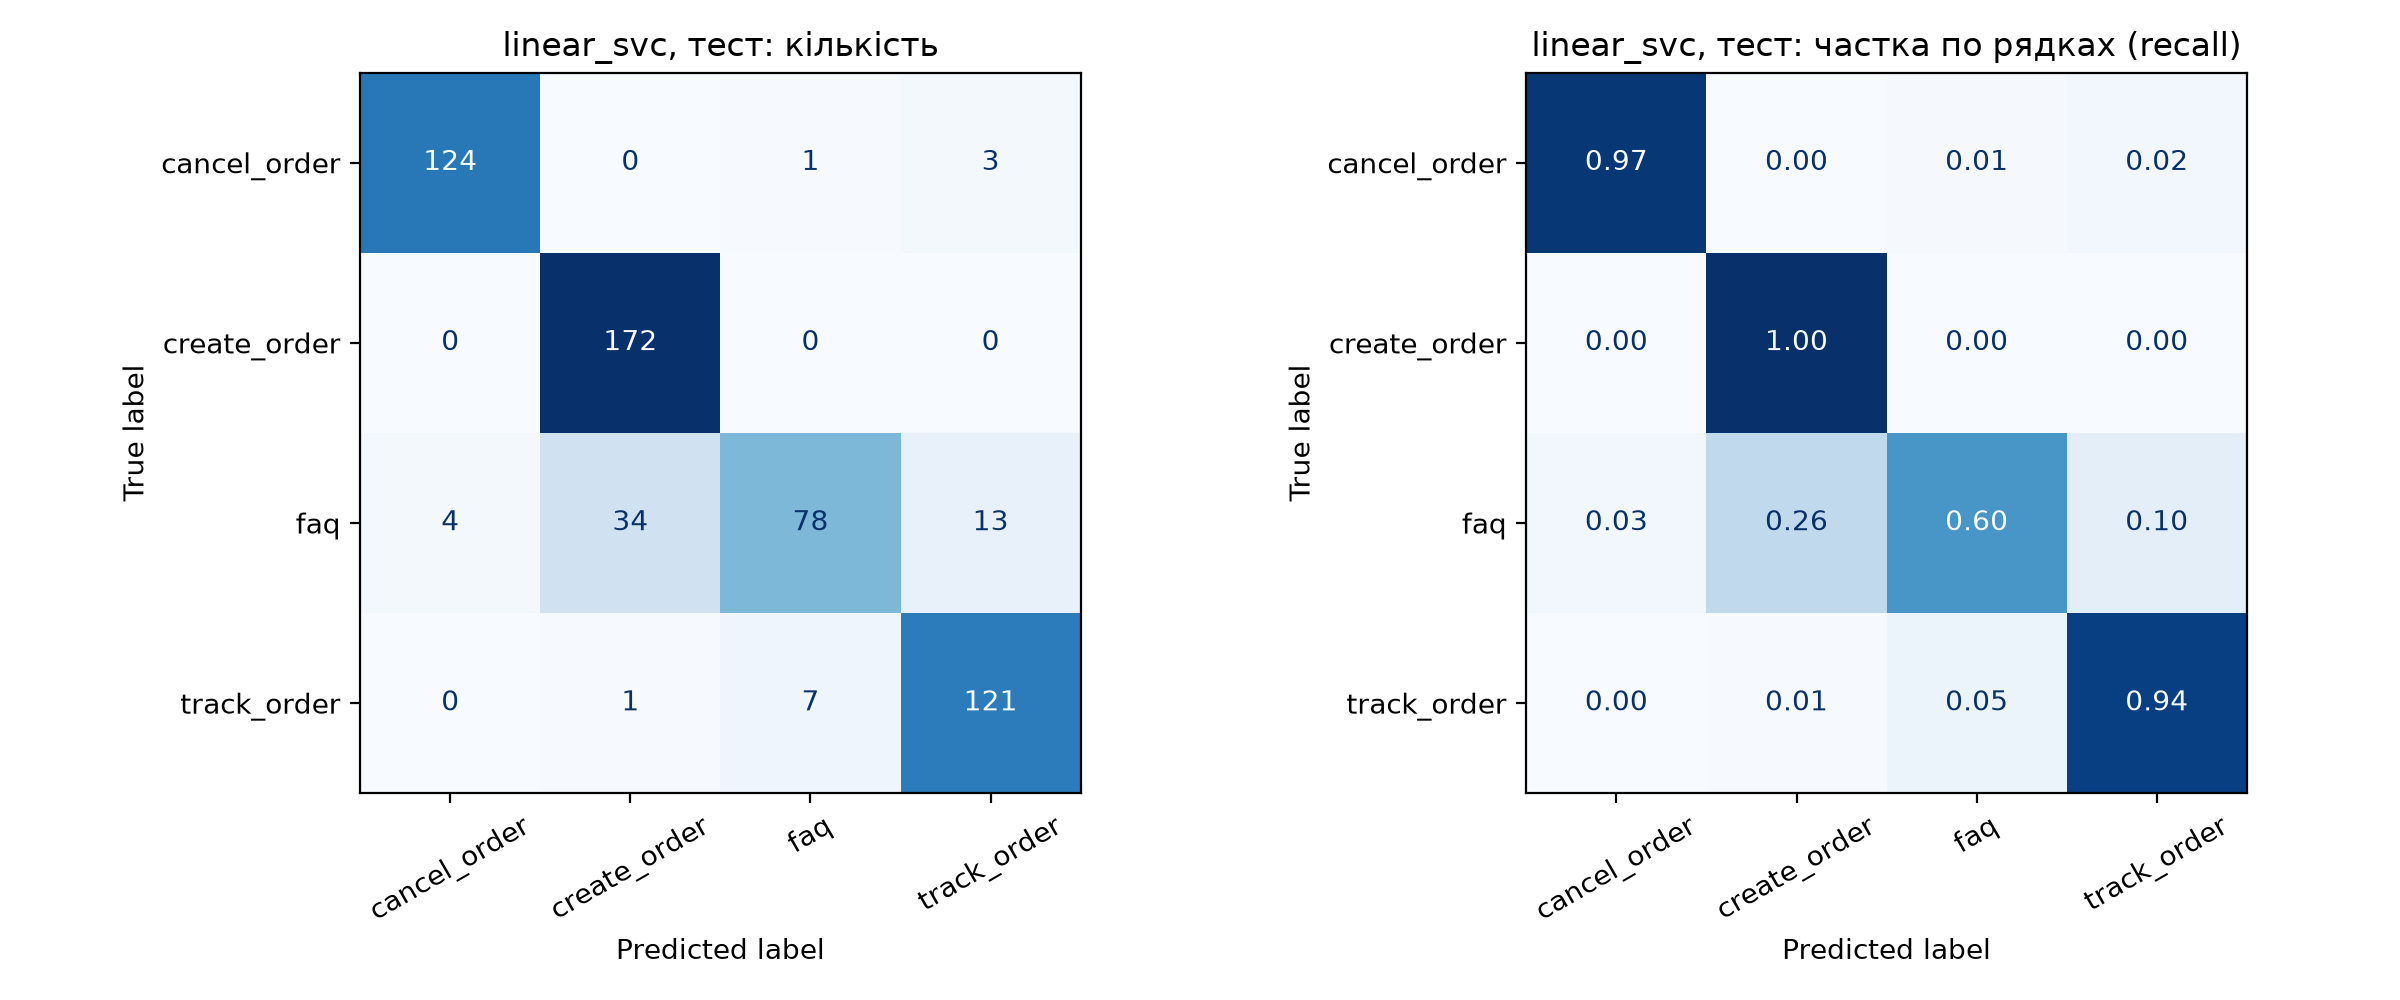 linear_svc, тест: кількість
True label
cancel_order 124 0 1 3
create_order 0 172 0 0
faq 4 34 78 13
track_order 0 1 7 121
cancel_order create_order faq track_order
Predicted label
linear_svc, тест: частка по рядках (recall)
True label
cancel_order 0.97 0.00 0.01 0.02
create_order 0.00 1.00 0.00 0.00
faq 0.03 0.26 0.60 0.10
track_order 0.00 0.01 0.05 0.94
cancel_order create_order faq track_order
Predicted label